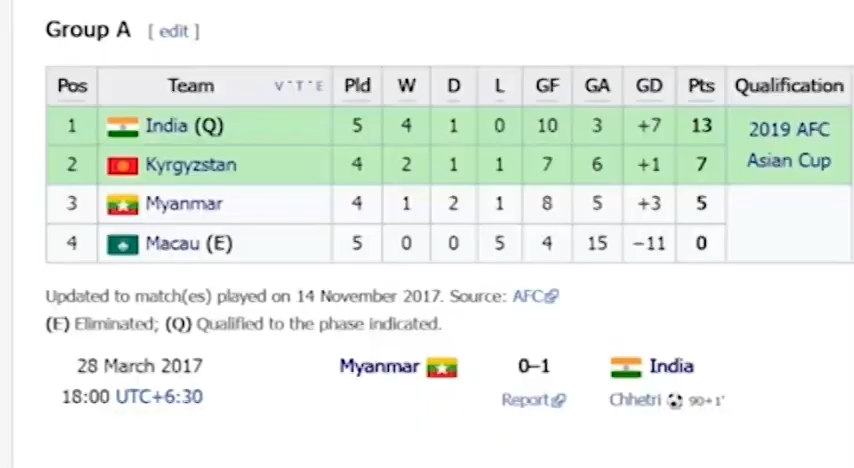 Group A [ edit ]
Pos Team V·T·E Pld W D L GF GA GD Pts Qualification
1 India (Q) 5 4 1 0 10 3 +7 13 2019 AFC
2 Kyrgyzstan 4 2 1 1 7 6 +1 7 Asian Cup
3 Myanmar 4 1 2 1 8 5 +3 5
4 Macau (E) 5 0 0 5 4 15 −11 0
Updated to match(es) played on 14 November 2017. Source: AFC
(E) Eliminated; (Q) Qualified to the phase indicated.
28 March 2017 Myanmar 0–1 India
18:00 UTC+6:30 Report Chhetri 90+1'